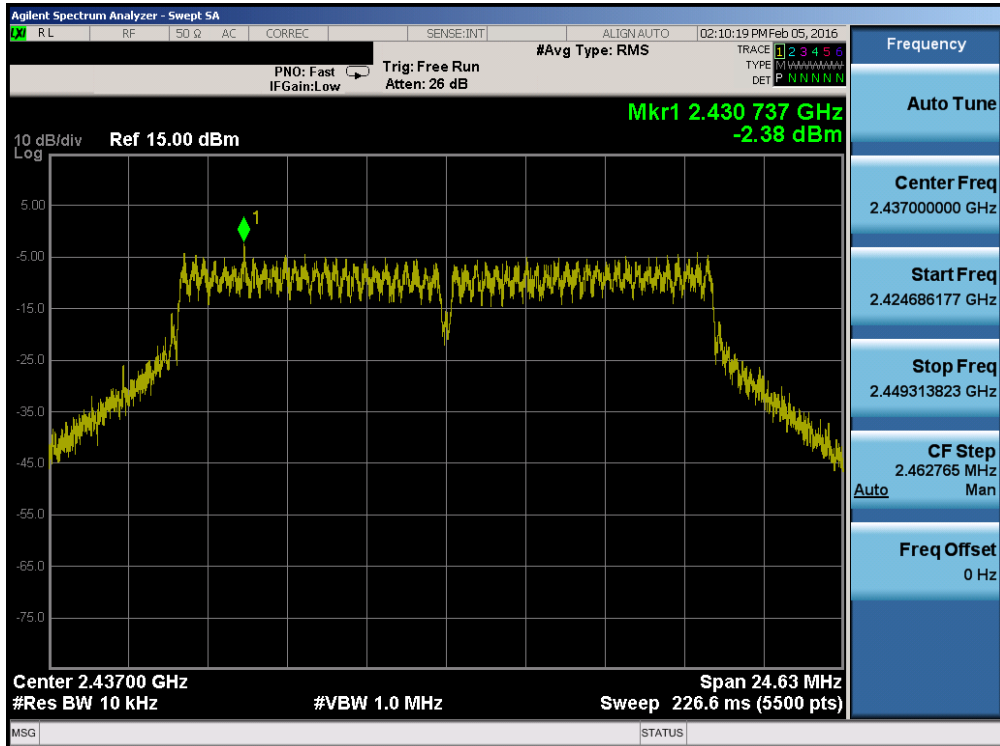 Agilent Spectrum Analyzer - Swept SA
LXI RL RF 50 Ω AC CORREC SENSE:INT ALIGN AUTO 02:10:19 PM Feb 05, 2016
#Avg Type: RMS TRACE 1 2 3 4 5 6
PNO: Fast Trig: Free Run TYPE M WWWWW
IFGain:Low Atten: 26 dB DET P N N N N N
Mkr1 2.430 737 GHz
-2.38 dBm
10 dB/div Ref 15.00 dBm
Log
1
5.00
-5.00
-15.0
-25.0
-35.0
-45.0
-55.0
-65.0
-75.0
Center 2.43700 GHz Span 24.63 MHz
#Res BW 10 kHz #VBW 1.0 MHz Sweep 226.6 ms (5500 pts)
MSG STATUS
Frequency
Auto Tune
Center Freq
2.437000000 GHz
Start Freq
2.424686177 GHz
Stop Freq
2.449313823 GHz
CF Step
2.462765 MHz
Auto Man
Freq Offset
0 Hz